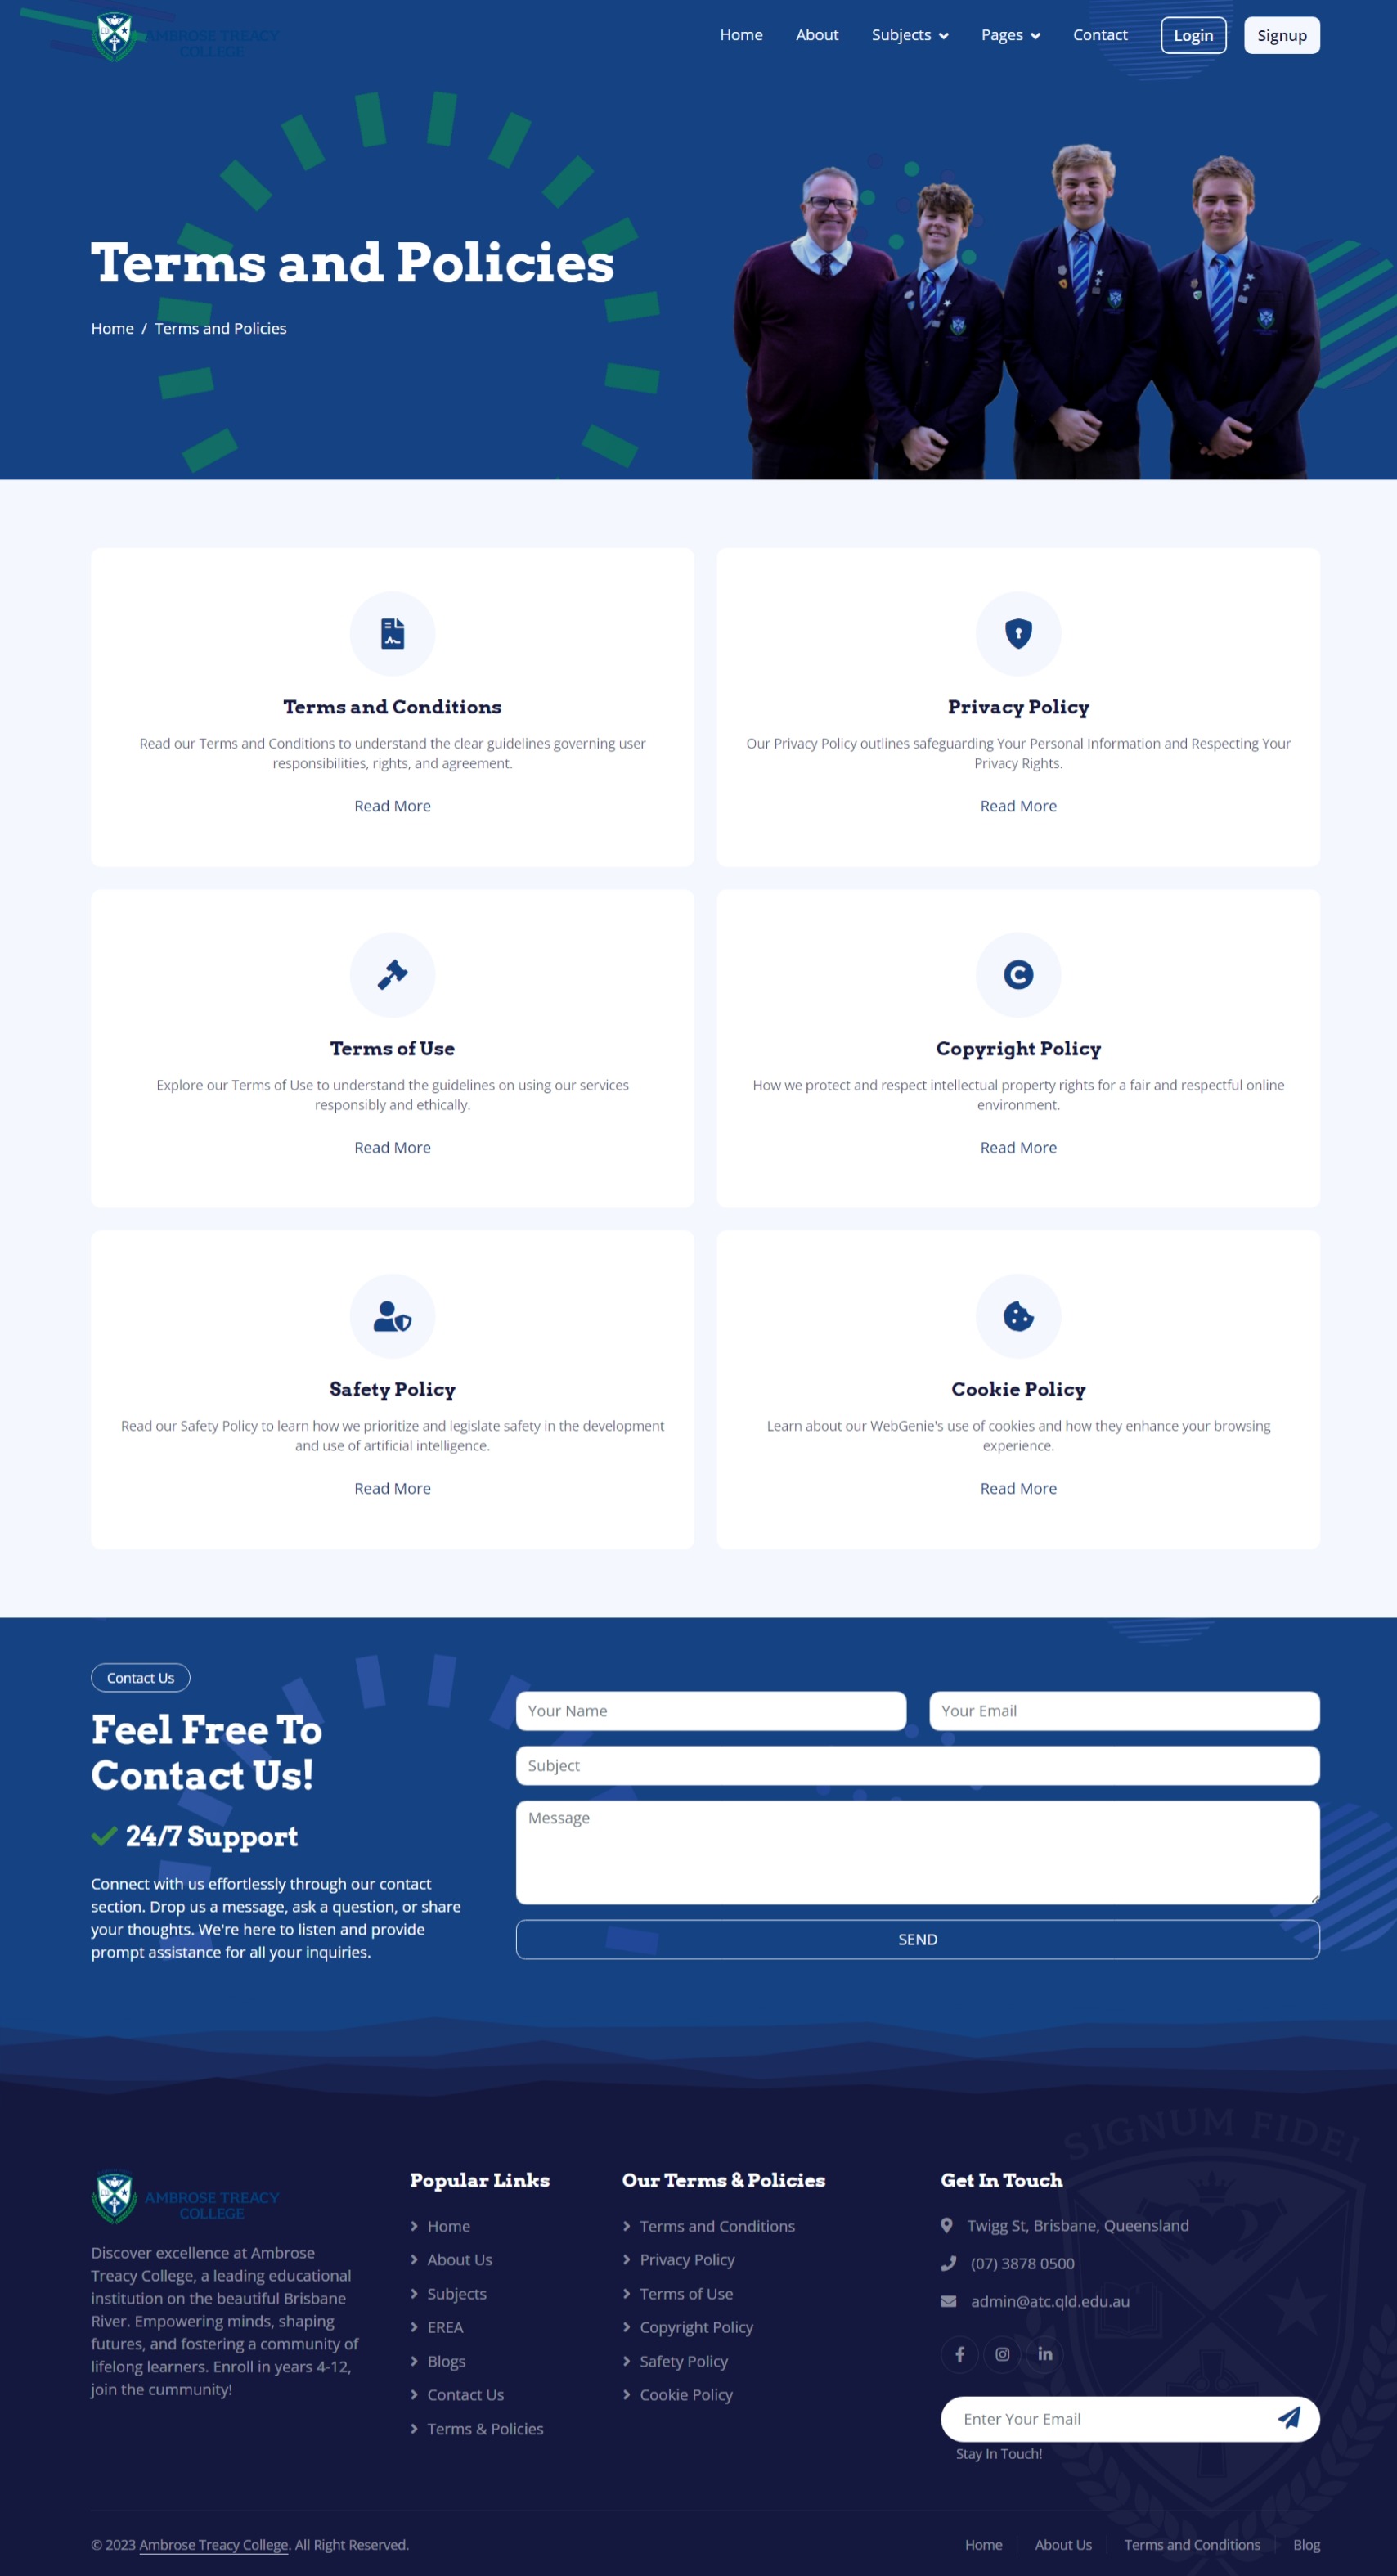 AMBROSE TREACY
COLLEGE
Home About Subjects Pages Contact Login Signup
Terms and Policies
Home / Terms and Policies
Terms and Conditions
Read our Terms and Conditions to understand the clear guidelines governing user
responsibilities, rights, and agreement.
Read More
Privacy Policy
Our Privacy Policy outlines safeguarding Your Personal Information and Respecting Your
Privacy Rights.
Read More
Terms of Use
Explore our Terms of Use to understand the guidelines on using our services
responsibly and ethically.
Read More
Copyright Policy
How we protect and respect intellectual property rights for a fair and respectful online
environment.
Read More
Safety Policy
Read our Safety Policy to learn how we prioritize and legislate safety in the development
and use of artificial intelligence.
Read More
Cookie Policy
Learn about our WebGenie's use of cookies and how they enhance your browsing
experience.
Read More
Contact Us
Feel Free To
Contact Us!
24/7 Support
Connect with us effortlessly through our contact
section. Drop us a message, ask a question, or share
your thoughts. We're here to listen and provide
prompt assistance for all your inquiries.
Your Name
Your Email
Subject
Message
SEND
SIGNUM FIDEI
AMBROSE TREACY
COLLEGE
Discover excellence at Ambrose
Treacy College, a leading educational
institution on the beautiful Brisbane
River. Empowering minds, shaping
futures, and fostering a community of
lifelong learners. Enroll in years 4-12,
join the cummunity!
Popular Links
Home
About Us
Subjects
EREA
Blogs
Contact Us
Terms & Policies
Our Terms & Policies
Terms and Conditions
Privacy Policy
Terms of Use
Copyright Policy
Safety Policy
Cookie Policy
Get In Touch
Twigg St, Brisbane, Queensland
(07) 3878 0500
admin@atc.qld.edu.au
Enter Your Email
Stay In Touch!
© 2023 Ambrose Treacy College. All Right Reserved.
Home About Us Terms and Conditions Blog